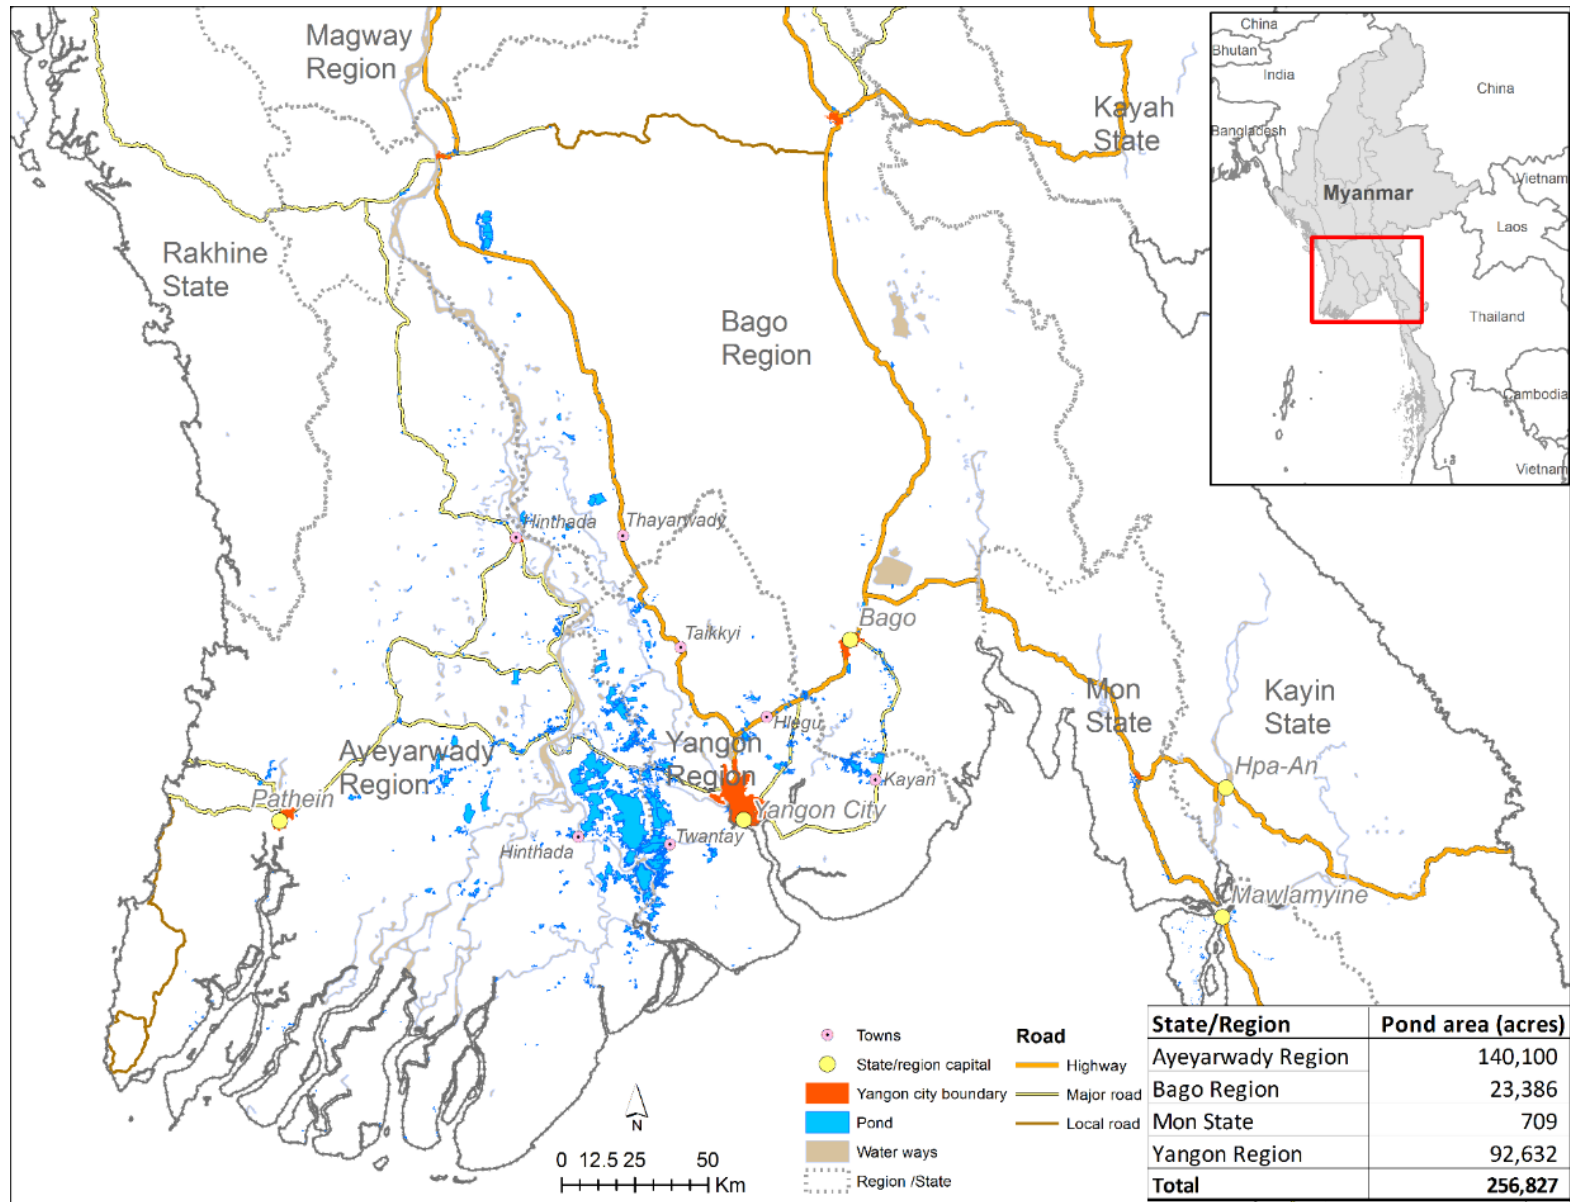 Magway
Region
Kayah
State
Rakhine
State
Bago
Region
Hinthada
Thayarwady
Taikkyi
Bago
Hlegu
Mon
State
Kayin
State
Ayeyarwady
Region
Yangon
Region
Pathein
Kayan
Hpa-An
Yangon City
Hinthada
Twantay
Mawlamyine
China
Bhutan
India
China
Bangladesh
Myanmar
Vietnam
Laos
Thailand
Cambodia
Vietnam
Towns
State/region capital
Yangon city boundary
Pond
Water ways
Region /State
Road
Highway
Major road
Local road
N
0 12.5 25 50
Km
State/Region Pond area (acres)
Ayeyarwady Region 140,100
Bago Region 23,386
Mon State 709
Yangon Region 92,632
Total 256,827